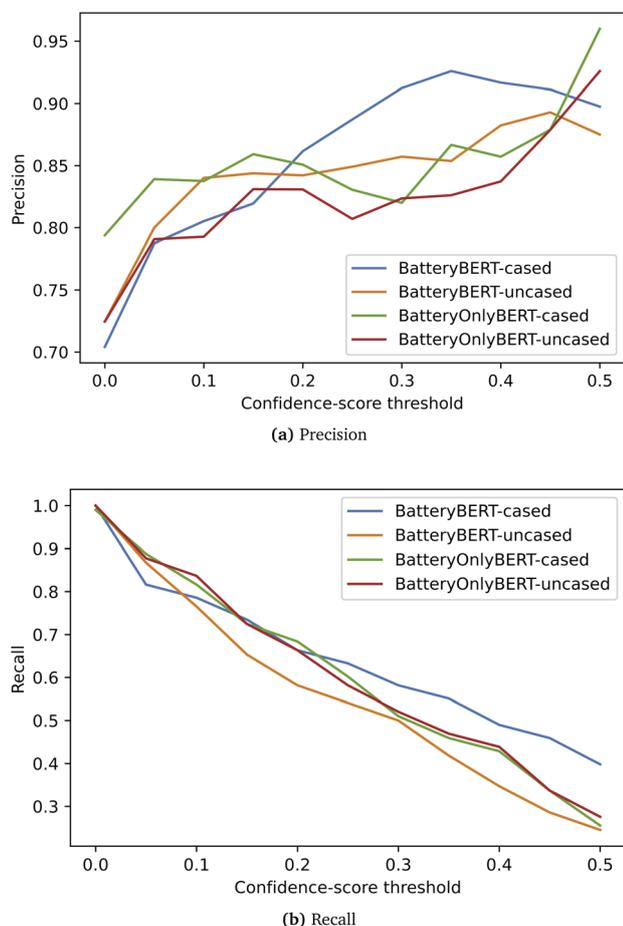 0.95
0.90
0.85
0.80
0.75
0.70
Precision
BatteryBERT-cased
BatteryBERT-uncased
BatteryOnlyBERT-cased
BatteryOnlyBERT-uncased
0.0 0.1 0.2 0.3 0.4 0.5
Confidence-score threshold
(a) Precision
1.0
0.9
0.8
0.7
0.6
0.5
0.4
0.3
Recall
BatteryBERT-cased
BatteryBERT-uncased
BatteryOnlyBERT-cased
BatteryOnlyBERT-uncased
0.0 0.1 0.2 0.3 0.4 0.5
Confidence-score threshold
(b) Recall